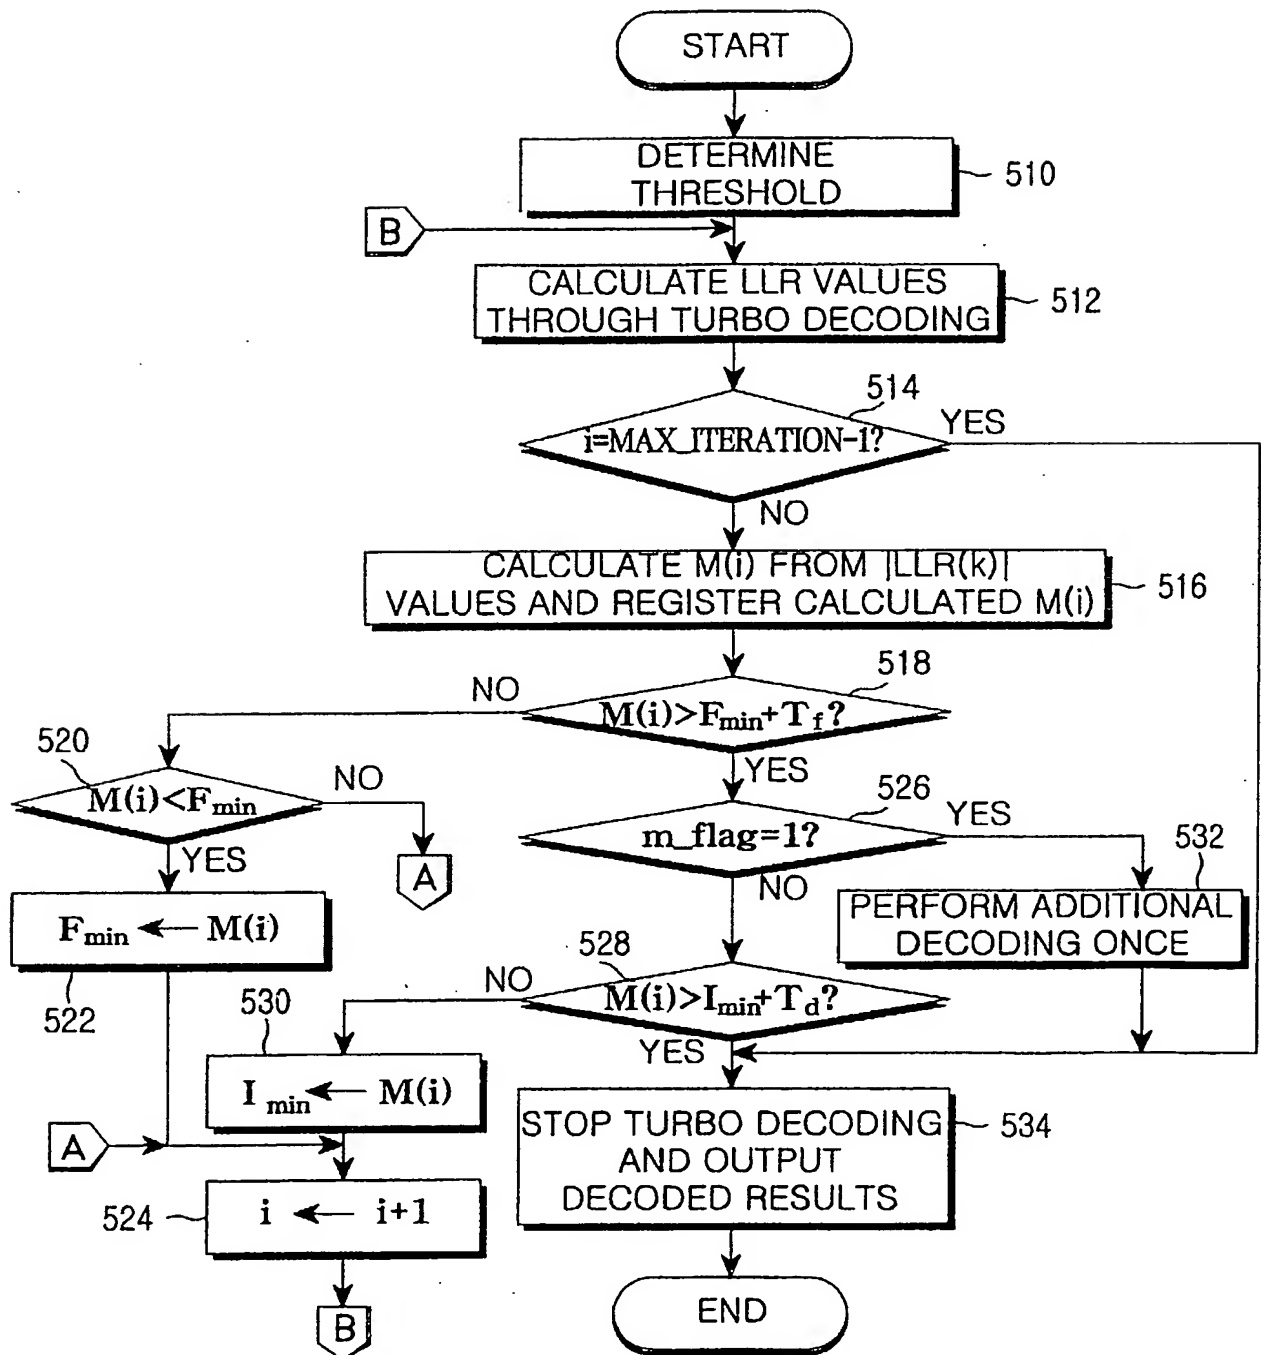 START
DETERMINE
THRESHOLD
510
B
CALCULATE LLR VALUES
THROUGH TURBO DECODING
512
514
i=MAX_ITERATION-1?
YES
NO
CALCULATE M(i) FROM |LLR(k)|
VALUES AND REGISTER CALCULATED M(i)
516
518
NO
M(i)>Fmin+Tf?
YES
520
M(i)<Fmin
NO
YES
A
526
m_flag=1?
YES
NO
532
PERFORM ADDITIONAL
DECODING ONCE
Fmin ← M(i)
522
528
NO
M(i)>Imin+Td?
YES
530
Imin ← M(i)
A
524
i ← i+1
B
STOP TURBO DECODING
AND OUTPUT
DECODED RESULTS
534
END